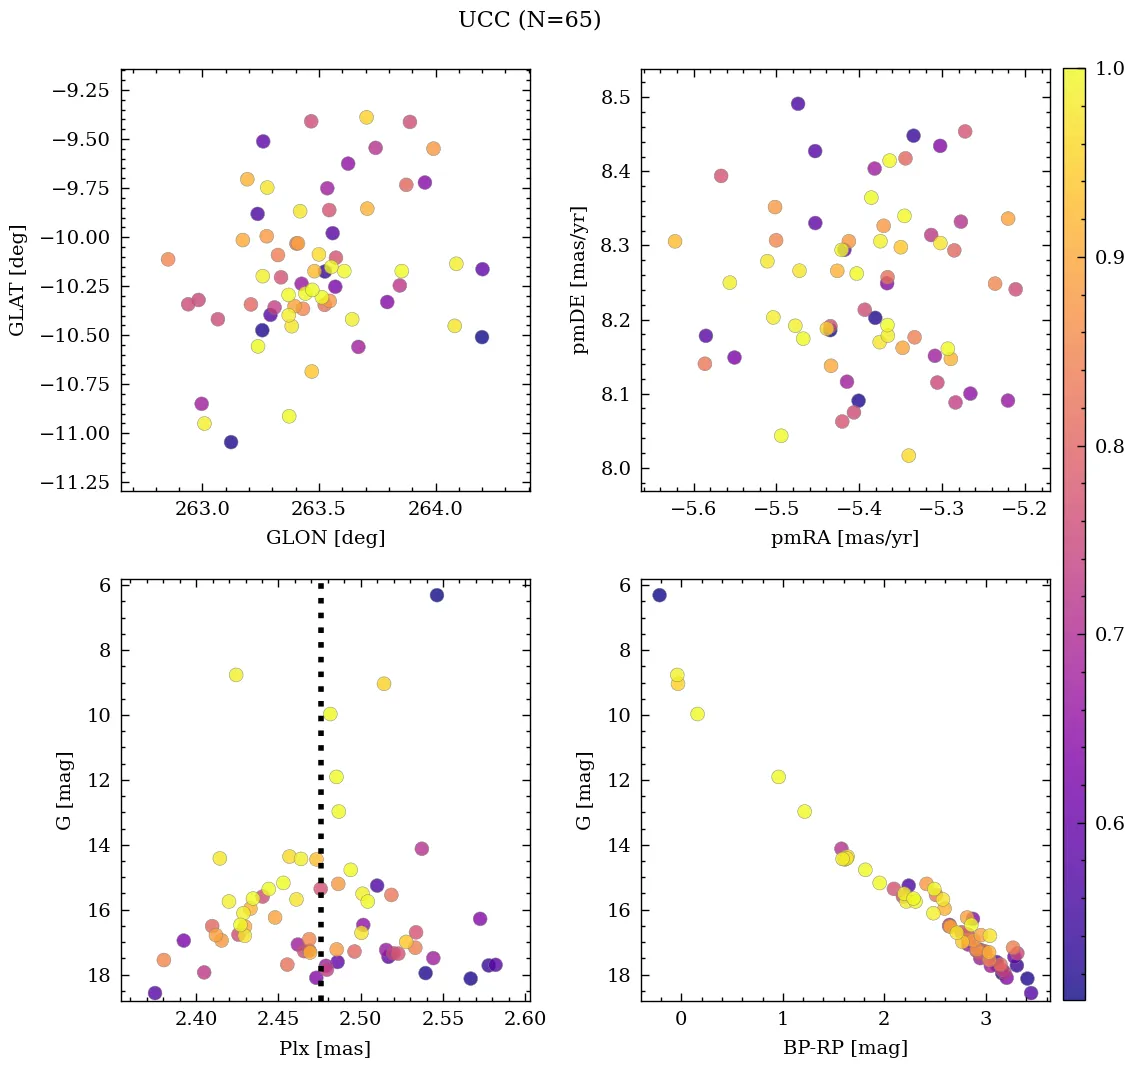 UCC (N=65)
−9.25
−9.50
−9.75
−10.00
−10.25
−10.50
−10.75
−11.00
−11.25
GLAT [deg]
263.0 263.5 264.0
GLON [deg]
8.5
8.4
8.3
8.2
8.1
8.0
pmDE [mas/yr]
−5.6 −5.5 −5.4 −5.3 −5.2
pmRA [mas/yr]
1.0
0.9
0.8
0.7
0.6
6
8
10
12
14
16
18
G [mag]
2.40 2.45 2.50 2.55 2.60
Plx [mas]
6
8
10
12
14
16
18
G [mag]
0 1 2 3
BP-RP [mag]